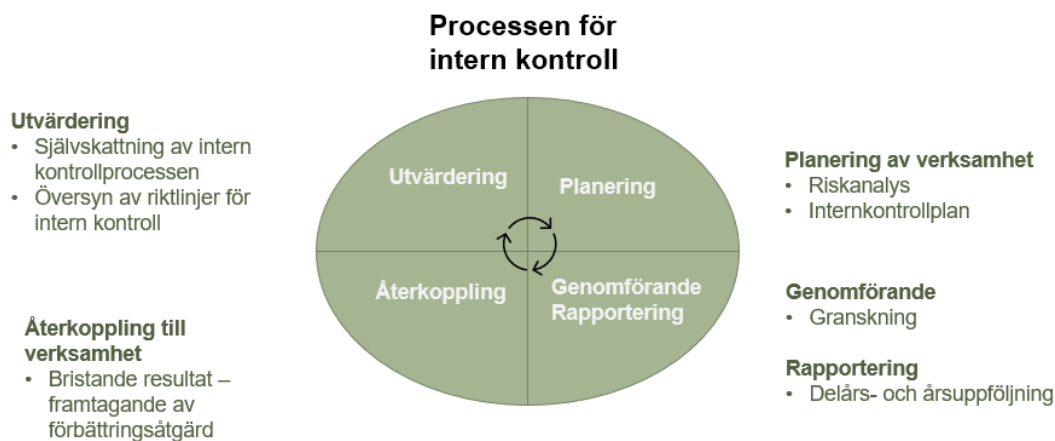 Processen för
intern kontroll
Utvärdering
• Självskattning av intern
kontrollprocessen
• Översyn av riktlinjer för
intern kontroll
Utvärdering
Planering
Planering av verksamhet
• Riskanalys
• Internkontrollplan
Återkoppling
Genomförande
Rapportering
Genomförande
• Granskning
Återkoppling till
verksamhet
• Bristande resultat –
framtagande av
förbättringsåtgärd
Rapportering
• Delårs- och årsuppföljning